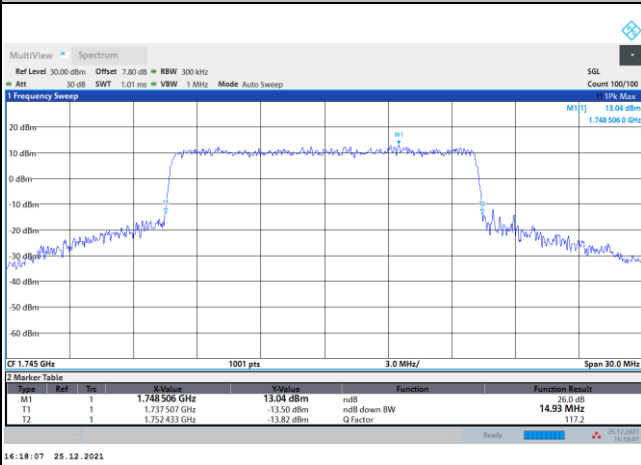 MultiView Spectrum
Ref Level 30.00 dBm Offset 7.80 dB RBW 300 kHz SGL
Att 30 dB SWT 1.01 ms VBW 1 MHz Mode Auto Sweep Count 100/100
1 Frequency Sweep 1Pk Max
M1[1] 13.04 dBm
1.748 506 0 GHz
M1
20 dBm
10 dBm
0 dBm
-10 dBm
T1 T2
-20 dBm
-30 dBm
-40 dBm
-50 dBm
-60 dBm
CF 1.745 GHz 1001 pts 3.0 MHz/ Span 30.0 MHz
2 Marker Table
Type Ref Trc X-Value Y-Value Function Function Result
M1 1 1.748 506 GHz 13.04 dBm ndB 26.0 dB
T1 1 1.737 507 GHz -13.50 dBm ndB down BW 14.93 MHz
T2 1 1.752 433 GHz -13.82 dBm Q Factor 117.2
Ready 25.12.2021
16:18:07
16:18:07 25.12.2021